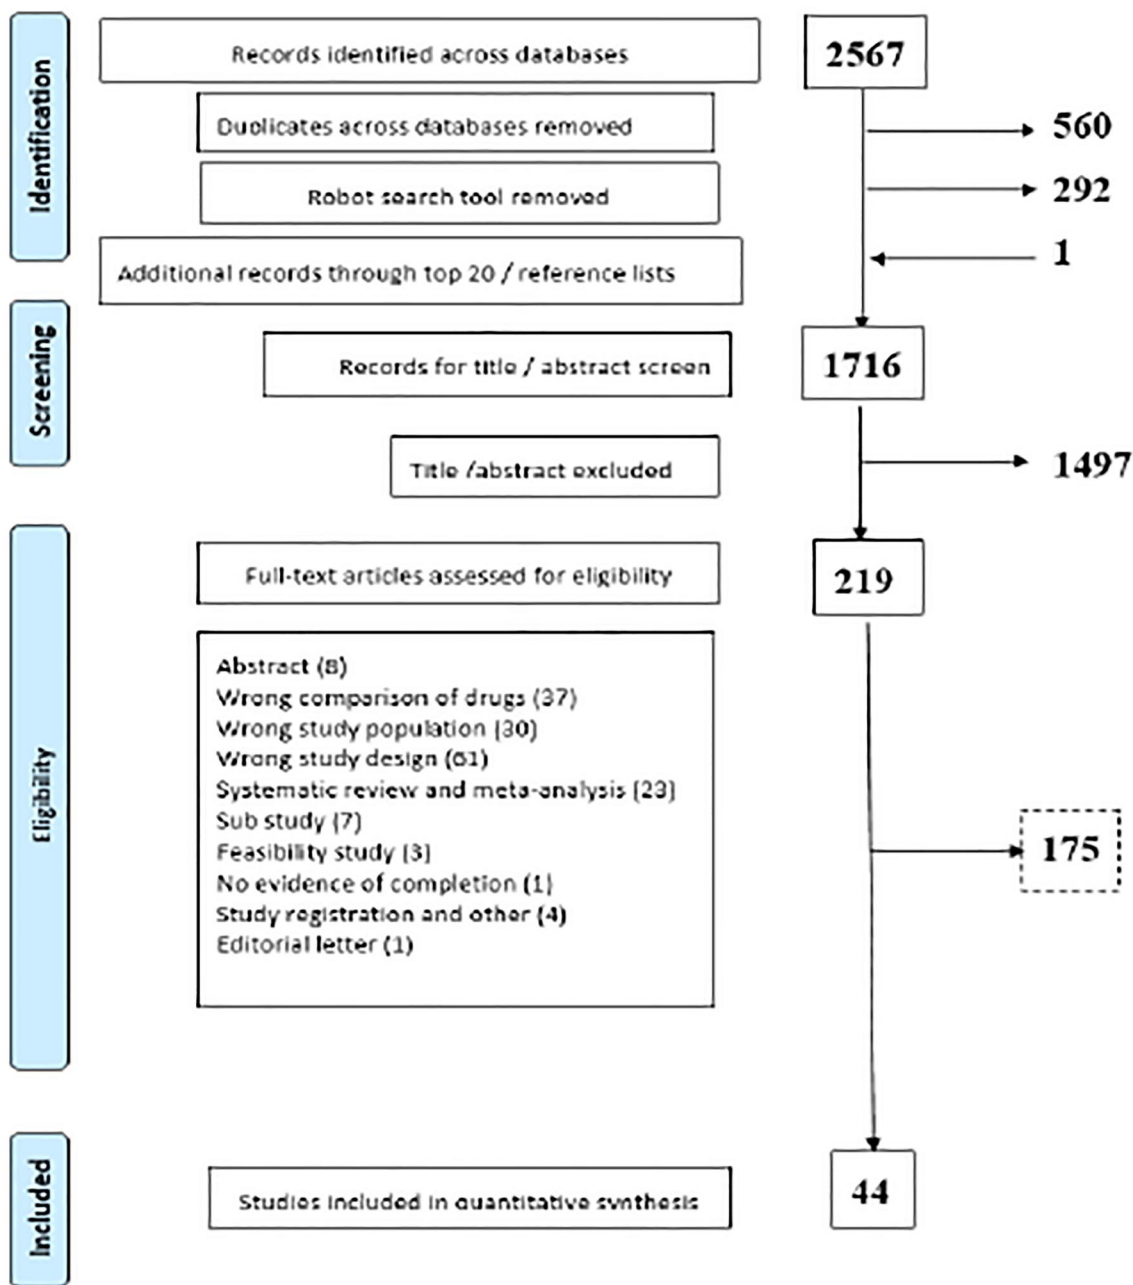 Identification
Records identified across databases
2567
Duplicates across databases removed
560
Robot search tool removed
292
Additional records through top 20 / reference lists
1
Screening
Records for title / abstract screen
1716
Title /abstract excluded
1497
Eligibility
Full-text articles assessed for eligibility
219
Abstract (8)
Wrong comparison of drugs (37)
Wrong study population (30)
Wrong study design (61)
Systematic review and meta-analysis (23)
Sub study (7)
Feasibility study (3)
No evidence of completion (1)
Study registration and other (4)
Editorial letter (1)
175
Included
Studies included in quantitative synthesis
44